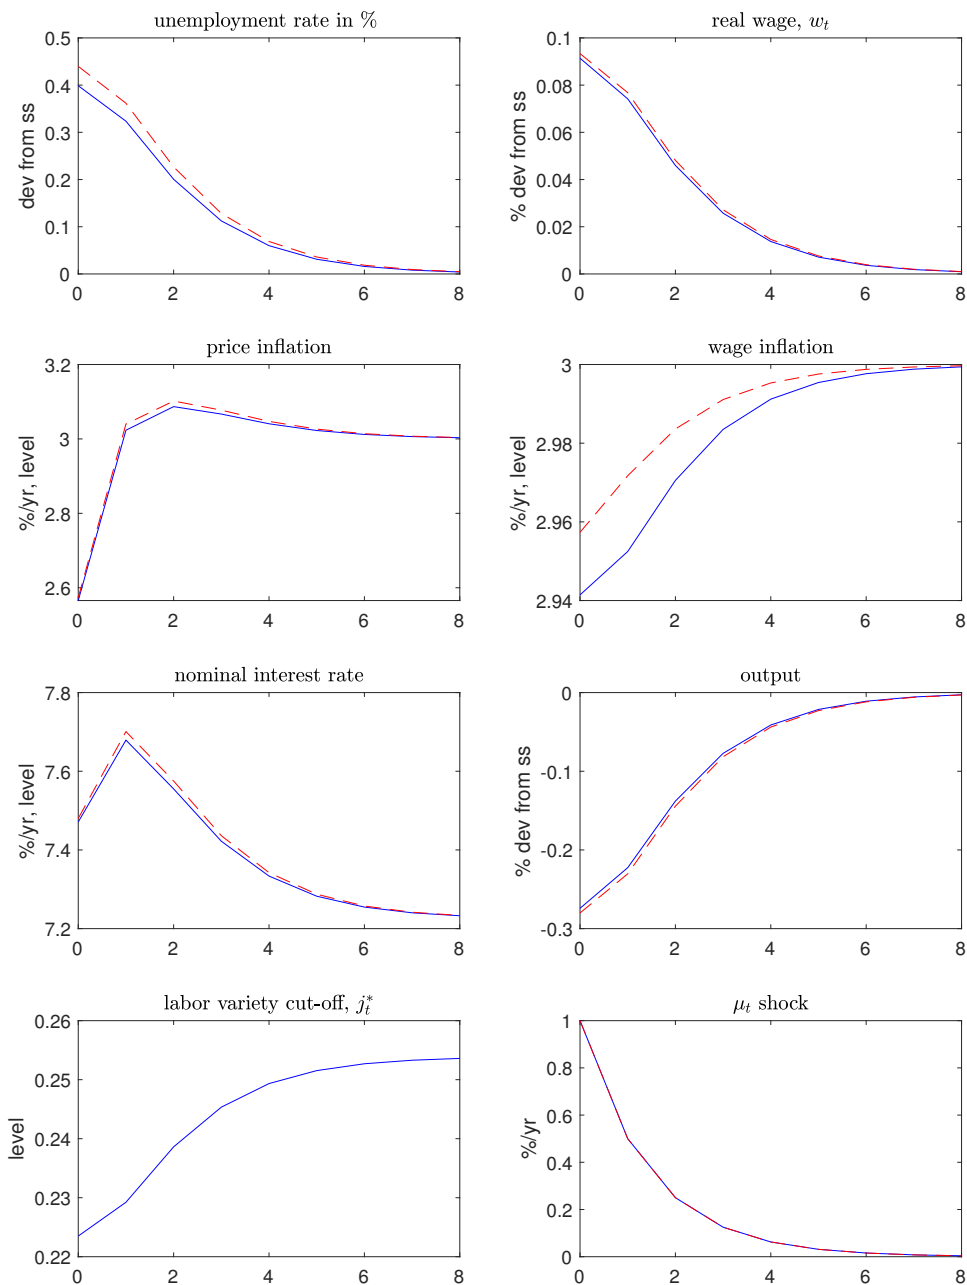 unemployment rate in %
dev from ss
0.5
0.4
0.3
0.2
0.1
0
0 2 4 6 8
real wage, w_t
% dev from ss
0.1
0.08
0.06
0.04
0.02
0
0 2 4 6 8
price inflation
%/yr, level
3.2
3
2.8
2.6
0 2 4 6 8
wage inflation
%/yr, level
3
2.98
2.96
2.94
0 2 4 6 8
nominal interest rate
%/yr, level
7.8
7.6
7.4
7.2
0 2 4 6 8
output
% dev from ss
0
-0.1
-0.2
-0.3
0 2 4 6 8
labor variety cut-off, j_t^*
level
0.26
0.25
0.24
0.23
0.22
0 2 4 6 8
μ_t shock
%/yr
1
0.8
0.6
0.4
0.2
0
0 2 4 6 8